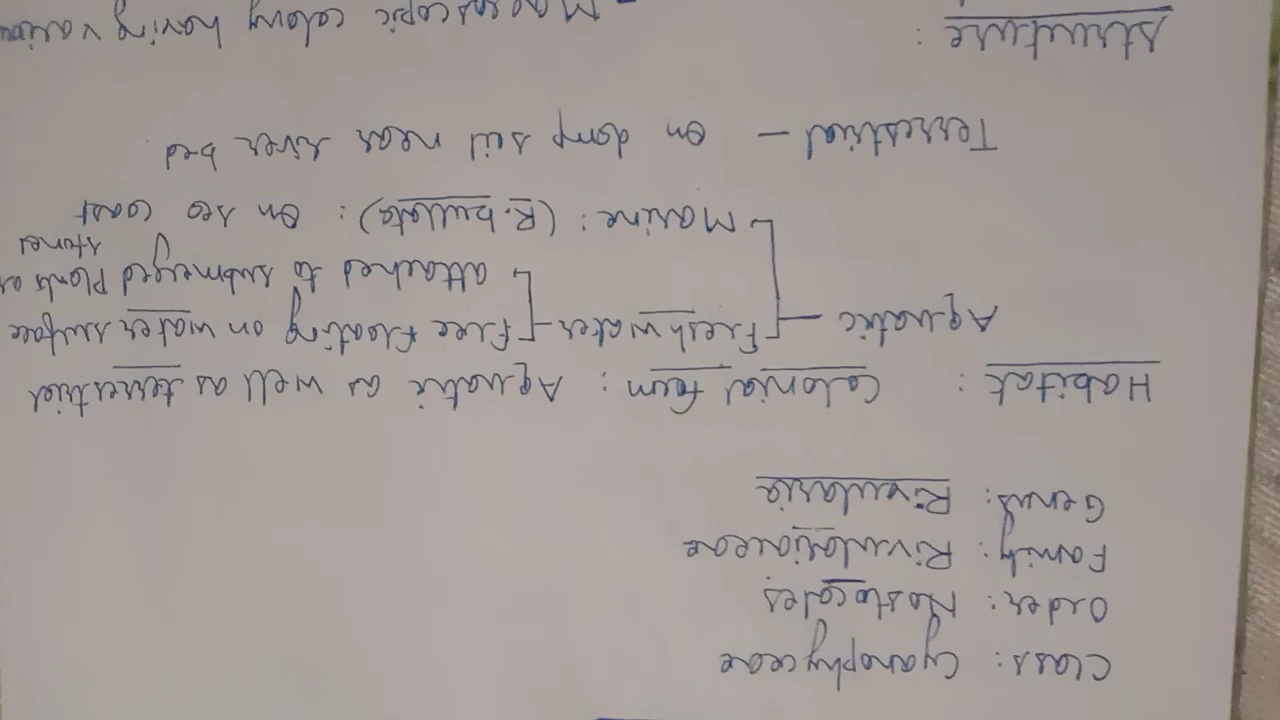 Class: Cyanophyceae
Order: Nostocales
Family: Rivulariaceae
Genus: Rivularia
Habitat: Colonial form: Aquatic as well as terrestrial
Aquatic - Fresh water - Free floating on water surface
attached to submerged Plants or
stones
Marine: (R. bullata): On sea coast
Terrestrial - On damp soil near river bed
Structure: - Macroscopic colony having